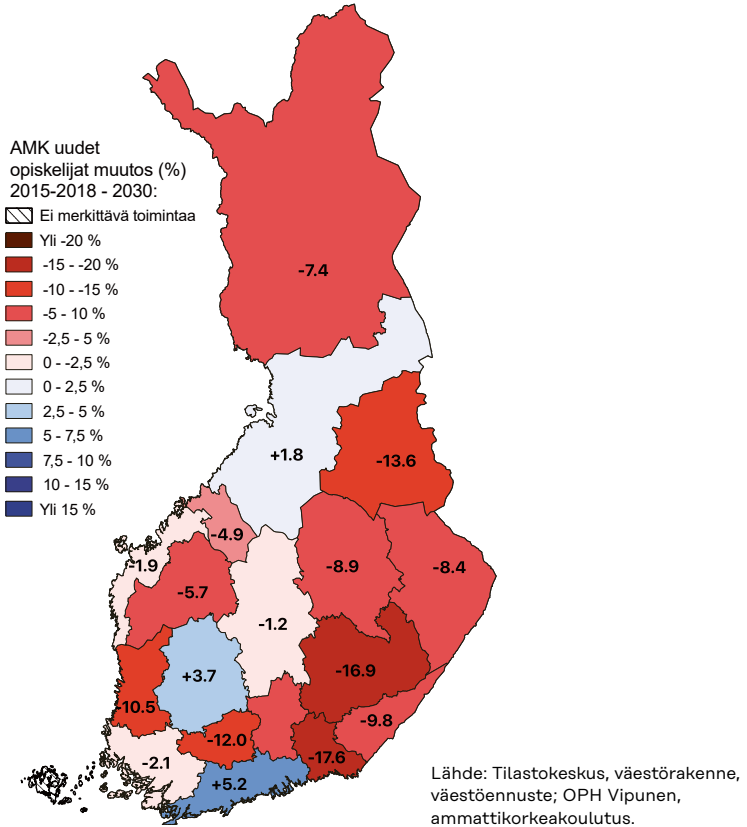 AMK uudet
opiskelijat muutos (%)
2015-2018 - 2030:
Ei merkittävä toimintaa
Yli -20 %
-15 - -20 %
-10 - -15 %
-5 - 10 %
-2,5 - 5 %
0 - -2,5 %
0 - 2,5 %
2,5 - 5 %
5 - 7,5 %
7,5 - 10 %
10 - 15 %
Yli 15 %
-7.4
+1.8
-13.6
-4.9
-1.9
-5.7
-8.9
-8.4
-1.2
+3.7
-16.9
-10.5
-9.8
-12.0
-2.1
-17.6
+5.2
Lähde: Tilastokeskus, väestörakenne,
väestöennuste; OPH Vipunen,
ammattikorkeakoulutus.